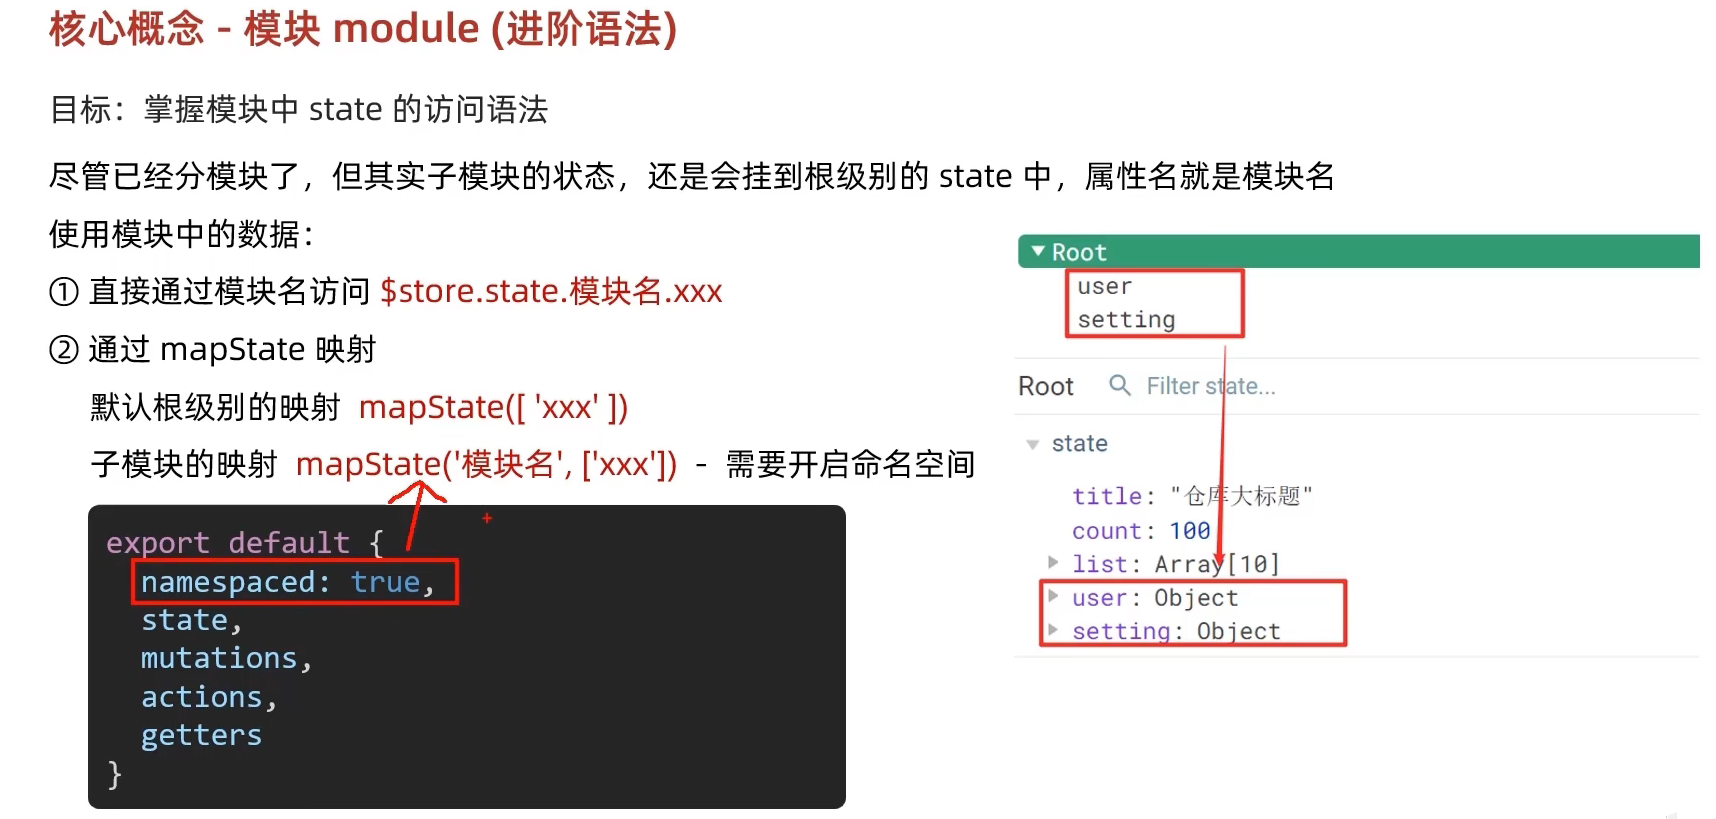 核心概念 - 模块 module (进阶语法)
目标：掌握模块中 state 的访问语法
尽管已经分模块了，但其实子模块的状态，还是会挂到根级别的 state 中，属性名就是模块名
使用模块中的数据：
① 直接通过模块名访问 $store.state.模块名.xxx
② 通过 mapState 映射
默认根级别的映射 mapState([ 'xxx' ])
子模块的映射 mapState('模块名', ['xxx']) - 需要开启命名空间
export default {
namespaced: true,
state,
mutations,
actions,
getters
}
Root
user
setting
Root Filter state...
state
title: "仓库大标题"
count: 100
list: Array[10]
user: Object
setting: Object